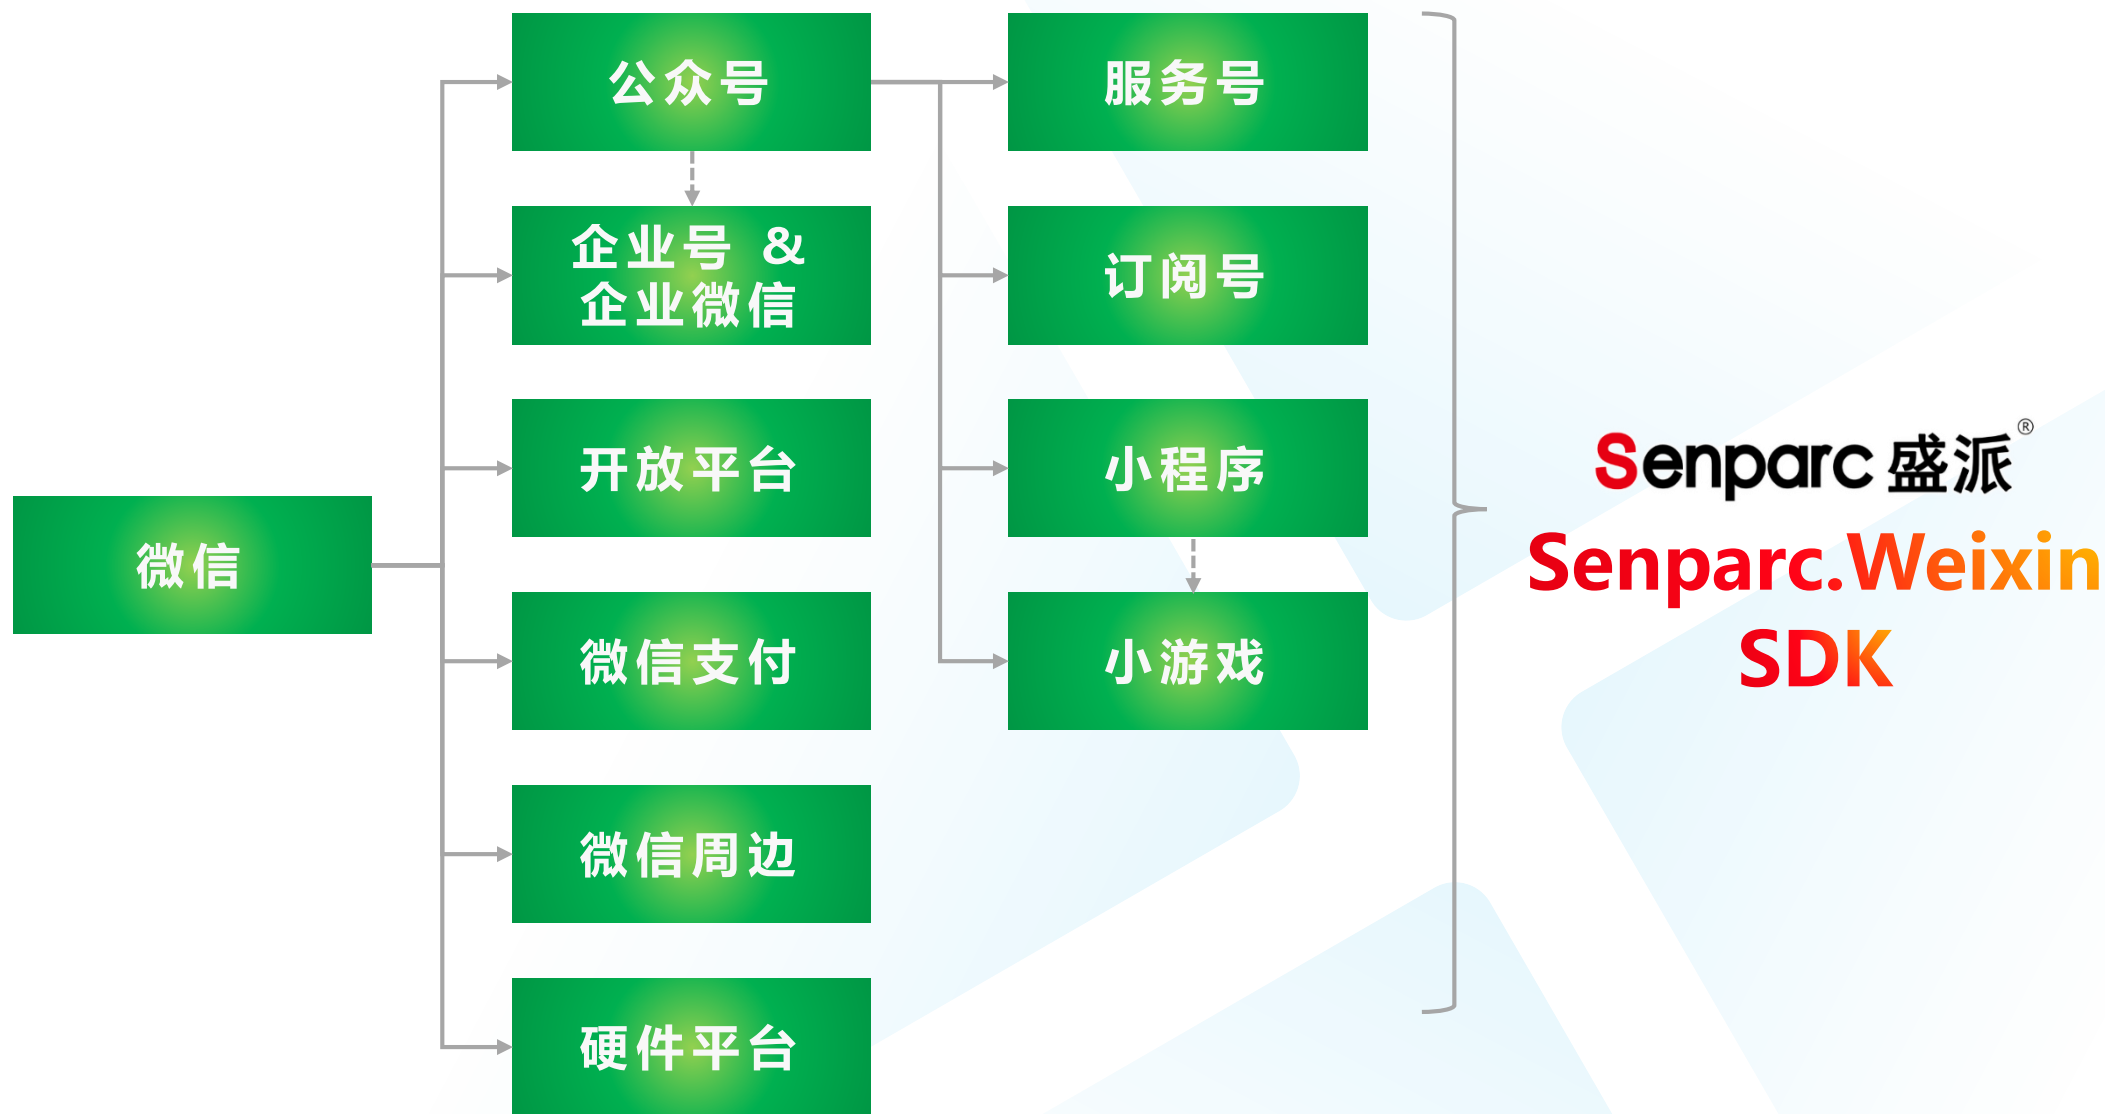 微信
公众号
企业号 &
企业微信
开放平台
微信支付
微信周边
硬件平台
服务号
订阅号
小程序
小游戏
Senparc 盛派®
Senparc.Weixin
SDK